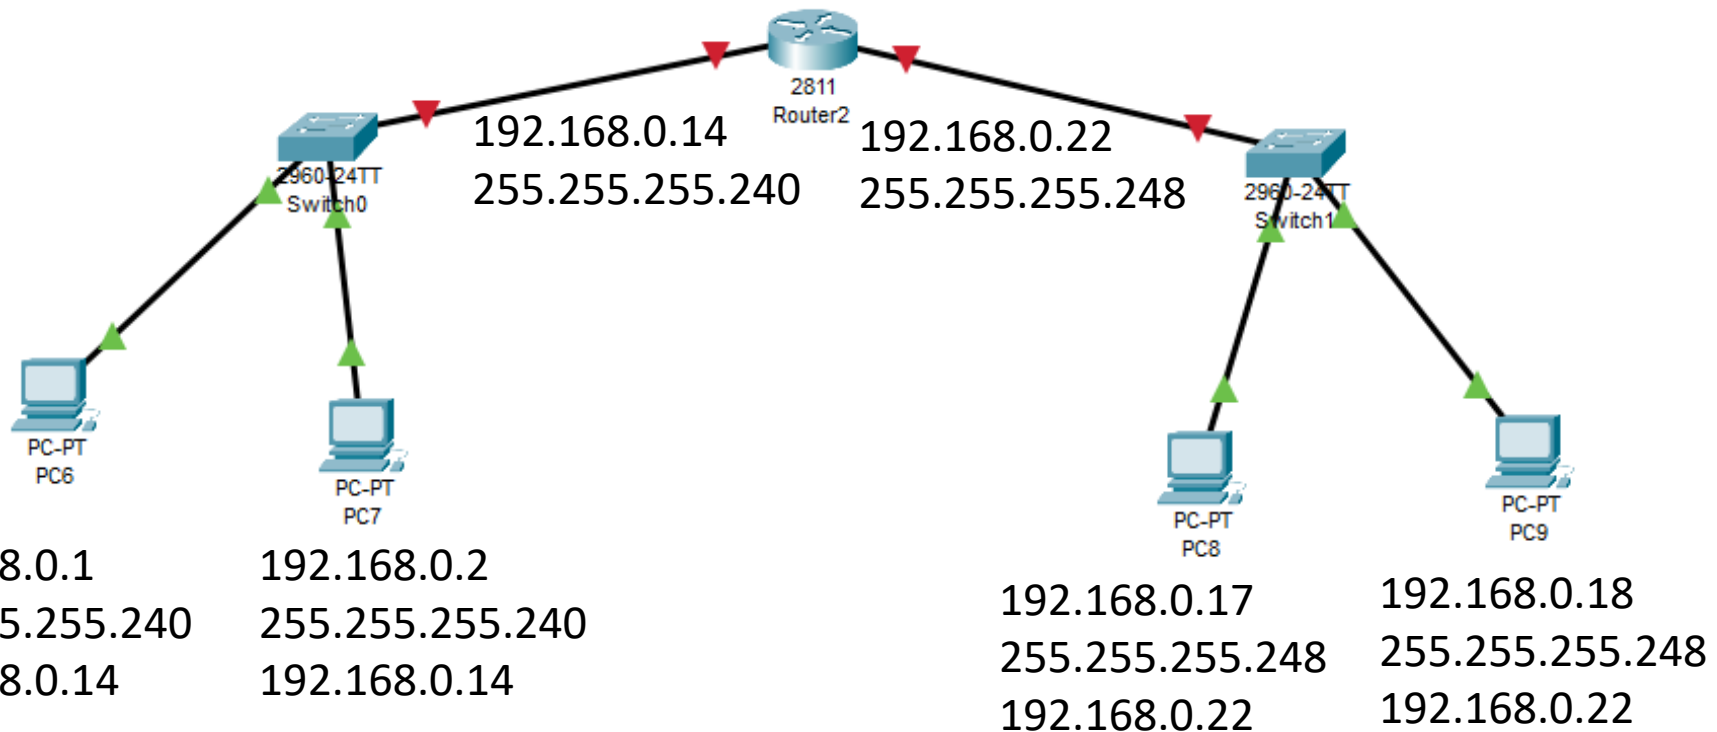 2811
Router2
192.168.0.14
255.255.255.240
192.168.0.22
255.255.255.248
2960-24TT
Switch0
2960-24TT
Switch1
PC-PT
PC6
PC-PT
PC7
PC-PT
PC8
PC-PT
PC9
8.0.1
5.255.240
8.0.14
192.168.0.2
255.255.255.240
192.168.0.14
192.168.0.17
255.255.255.248
192.168.0.22
192.168.0.18
255.255.255.248
192.168.0.22